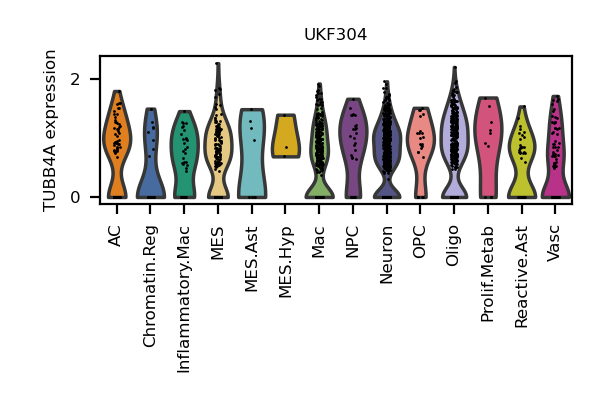 UKF304
TUBB4A expression
2
0
AC
Chromatin.Reg
Inflammatory.Mac
MES
MES.Ast
MES.Hyp
Mac
NPC
Neuron
OPC
Oligo
Prolif.Metab
Reactive.Ast
Vasc